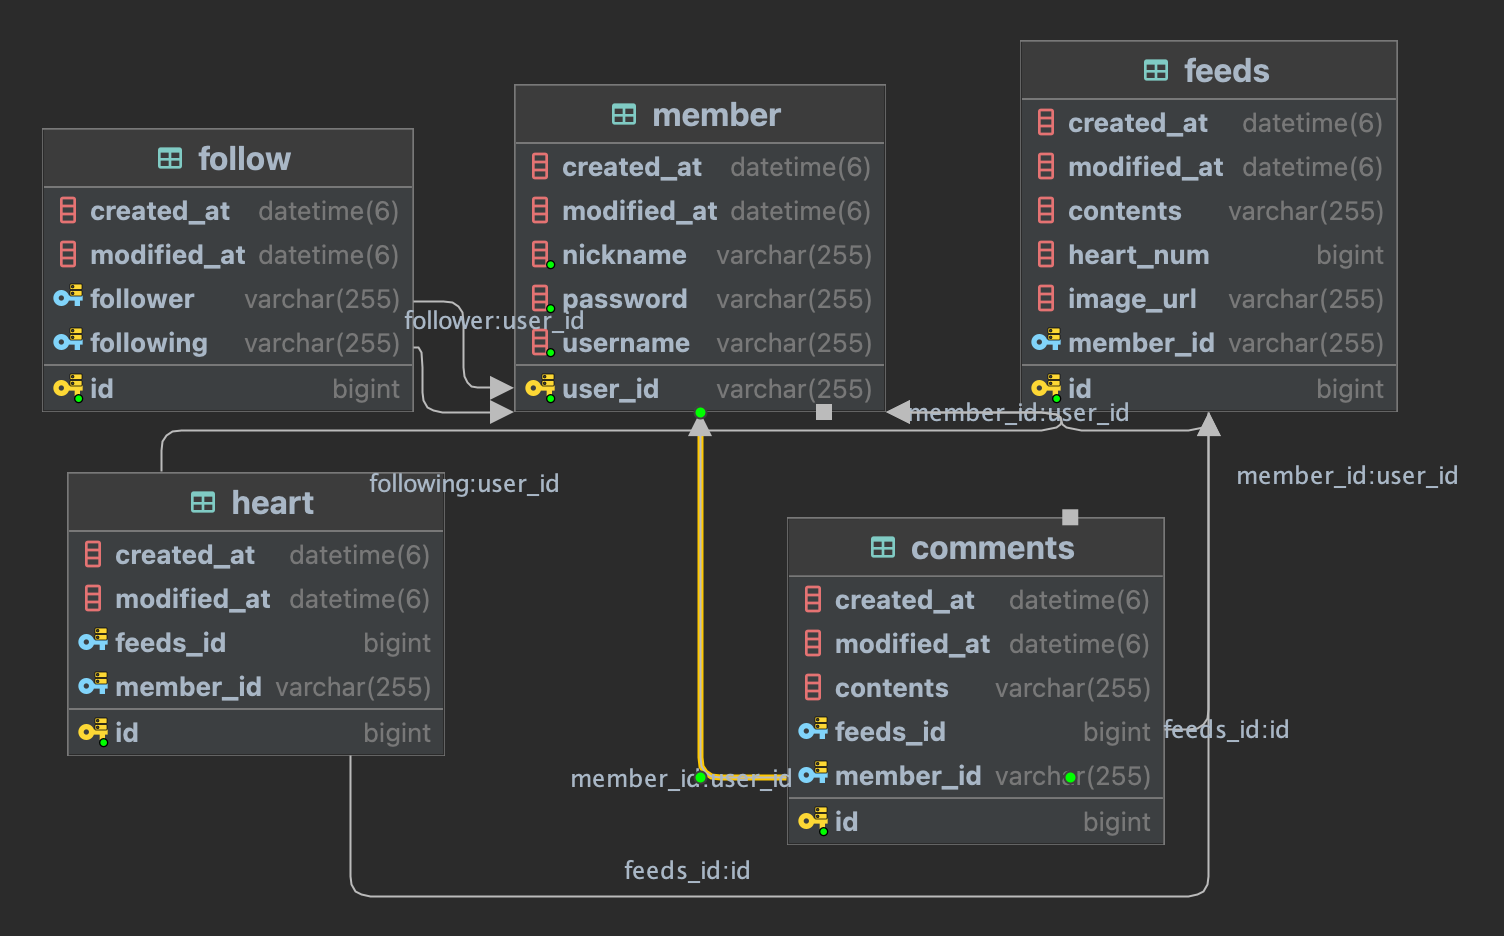 follow
created_at datetime(6)
modified_at datetime(6)
follower varchar(255)
following varchar(255)
id bigint
member
created_at datetime(6)
modified_at datetime(6)
nickname varchar(255)
password varchar(255)
username varchar(255)
user_id varchar(255)
feeds
created_at datetime(6)
modified_at datetime(6)
contents varchar(255)
heart_num bigint
image_url varchar(255)
member_id varchar(255)
id bigint
follower:user_id
member_id:user_id
following:user_id
member_id:user_id
heart
created_at datetime(6)
modified_at datetime(6)
feeds_id bigint
member_id varchar(255)
id bigint
comments
created_at datetime(6)
modified_at datetime(6)
contents varchar(255)
feeds_id bigint
member_id varchar(255)
id bigint
feeds_id:id
member_id:user_id
feeds_id:id